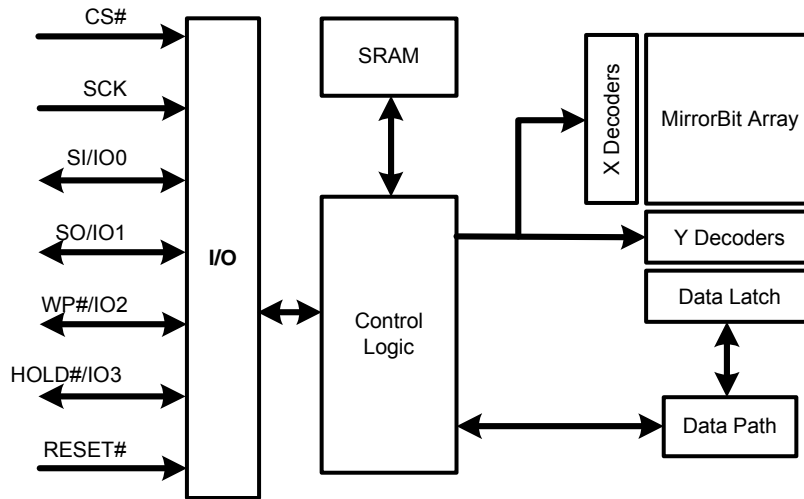 CS#
SCK
SI/IO0
SO/IO1
WP#/IO2
HOLD#/IO3
RESET#
I/O
SRAM
Control
Logic
X Decoders
MirrorBit Array
Y Decoders
Data Latch
Data Path